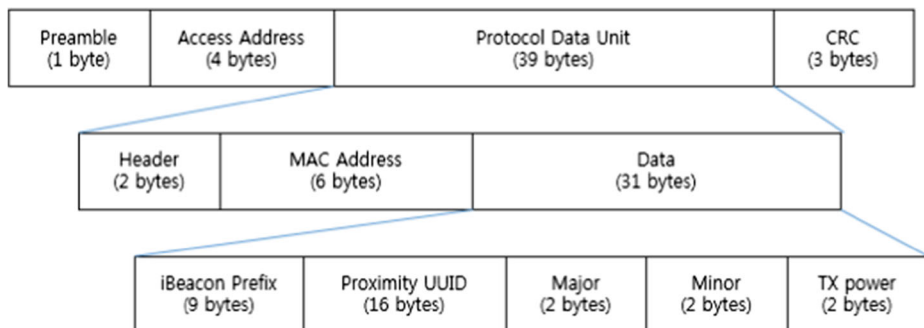 Preamble
(1 byte)
Access Address
(4 bytes)
Protocol Data Unit
(39 bytes)
CRC
(3 bytes)
Header
(2 bytes)
MAC Address
(6 bytes)
Data
(31 bytes)
iBeacon Prefix
(9 bytes)
Proximity UUID
(16 bytes)
Major
(2 bytes)
Minor
(2 bytes)
TX power
(2 bytes)